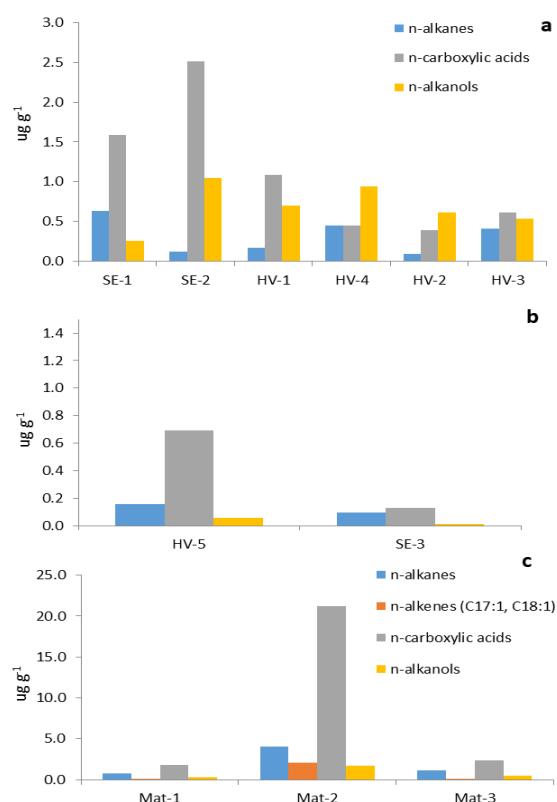 a
n-alkanes
n-carboxylic acids
n-alkanols
ug g-1
3.0
2.5
2.0
1.5
1.0
0.5
0.0
SE-1 SE-2 HV-1 HV-4 HV-2 HV-3
b
ug g-1
1.4
1.2
1.0
0.8
0.6
0.4
0.2
0.0
HV-5 SE-3
c
n-alkanes
n-alkenes (C17:1, C18:1)
n-carboxylic acids
n-alkanols
ug g-1
25.0
20.0
15.0
10.0
5.0
0.0
Mat-1 Mat-2 Mat-3